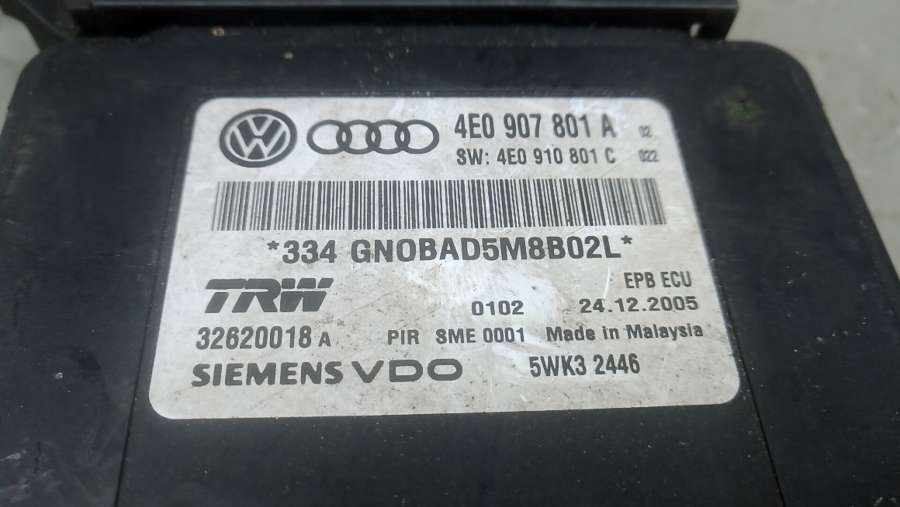 4E0 907 801 A 02
SW: 4E0 910 801 C 022
*334 GN0BAD5M8B02L*
TRW EPB ECU
0102 24.12.2005
32620018 A PIR SME 0001 Made in Malaysia
SIEMENS VDO 5WK3 2446